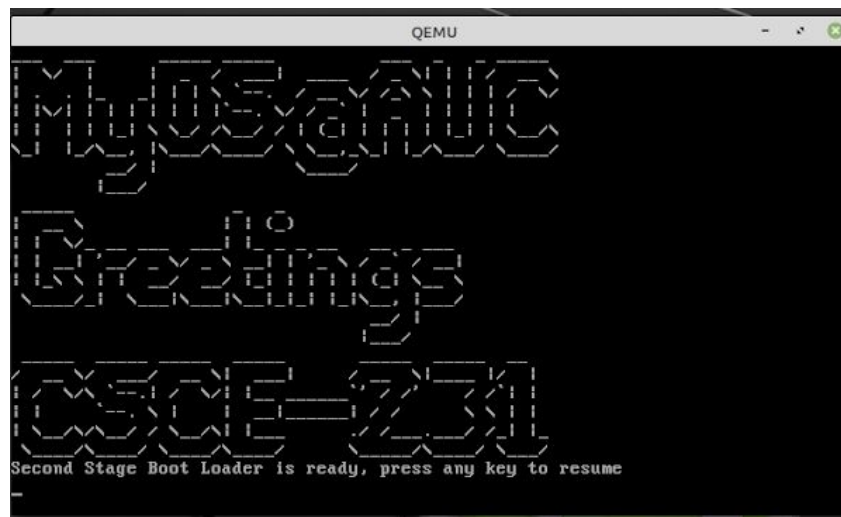 QEMU
MyOS@AUC
Greetings
CSCE-231
Second Stage Boot Loader is ready, press any key to resume